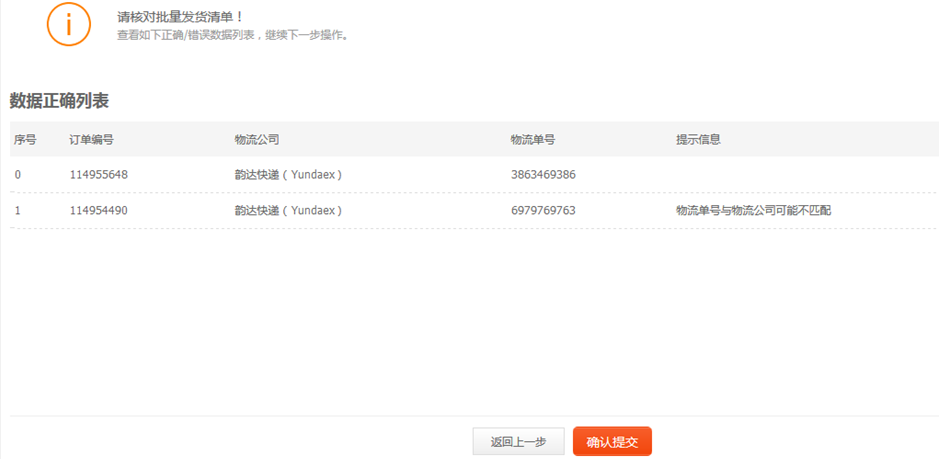 请核对批量发货清单！
查看如下正确/错误数据列表，继续下一步操作。
数据正确列表
序号 订单编号 物流公司 物流单号 提示信息
0 114955648 韵达快递（Yundaex） 3863469386
1 114954490 韵达快递（Yundaex） 6979769763 物流单号与物流公司可能不匹配
返回上一步 确认提交